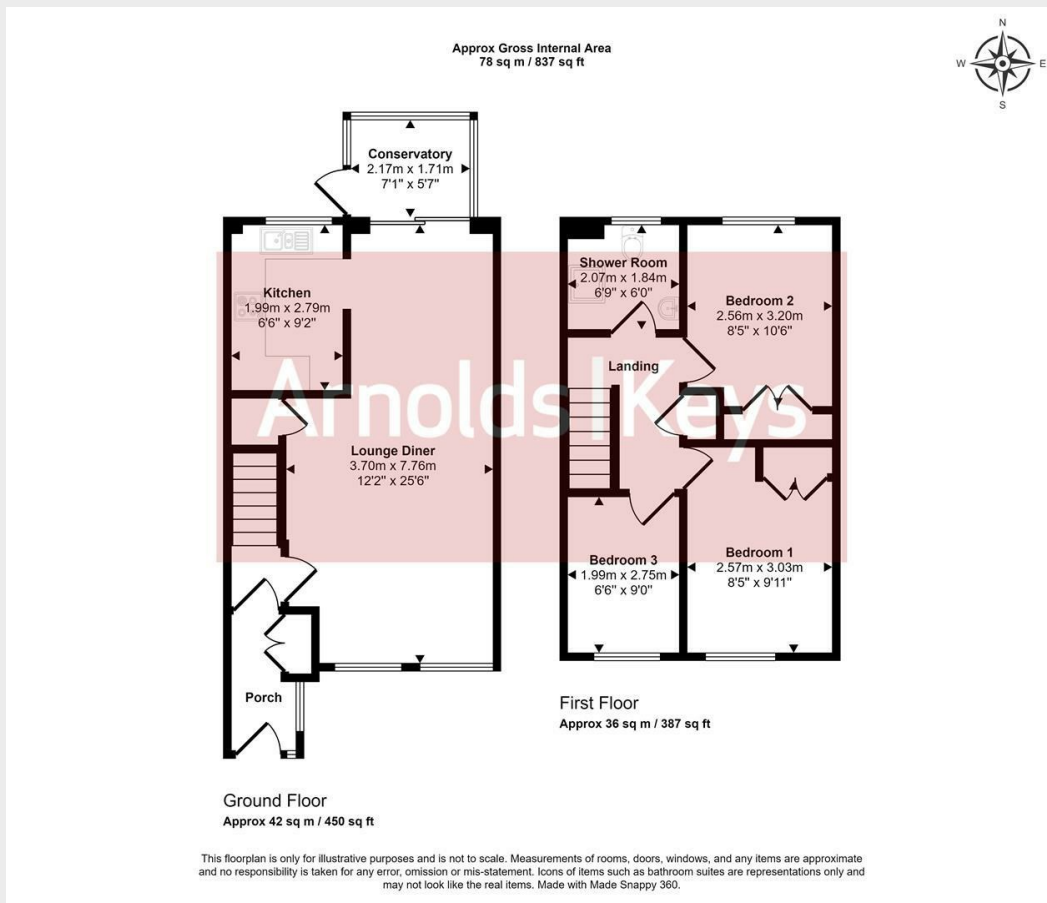 Approx Gross Internal Area
78 sq m / 837 sq ft
N
W
E
S
Conservatory
2.17m x 1.71m
7'1" x 5'7"
Kitchen
1.99m x 2.79m
6'6" x 9'2"
Lounge Diner
3.70m x 7.76m
12'2" x 25'6"
Porch
Ground Floor
Approx 42 sq m / 450 sq ft
Shower Room
2.07m x 1.84m
6'9" x 6'0"
Bedroom 2
2.56m x 3.20m
8'5" x 10'6"
Landing
Arnolds|Keys
Bedroom 3
1.99m x 2.75m
6'6" x 9'0"
Bedroom 1
2.57m x 3.03m
8'5" x 9'11"
First Floor
Approx 36 sq m / 387 sq ft
This floorplan is only for illustrative purposes and is not to scale. Measurements of rooms, doors, windows, and any items are approximate
and no responsibility is taken for any error, omission or mis-statement. Icons of items such as bathroom suites are representations only and
may not look like the real items. Made with Made Snappy 360.